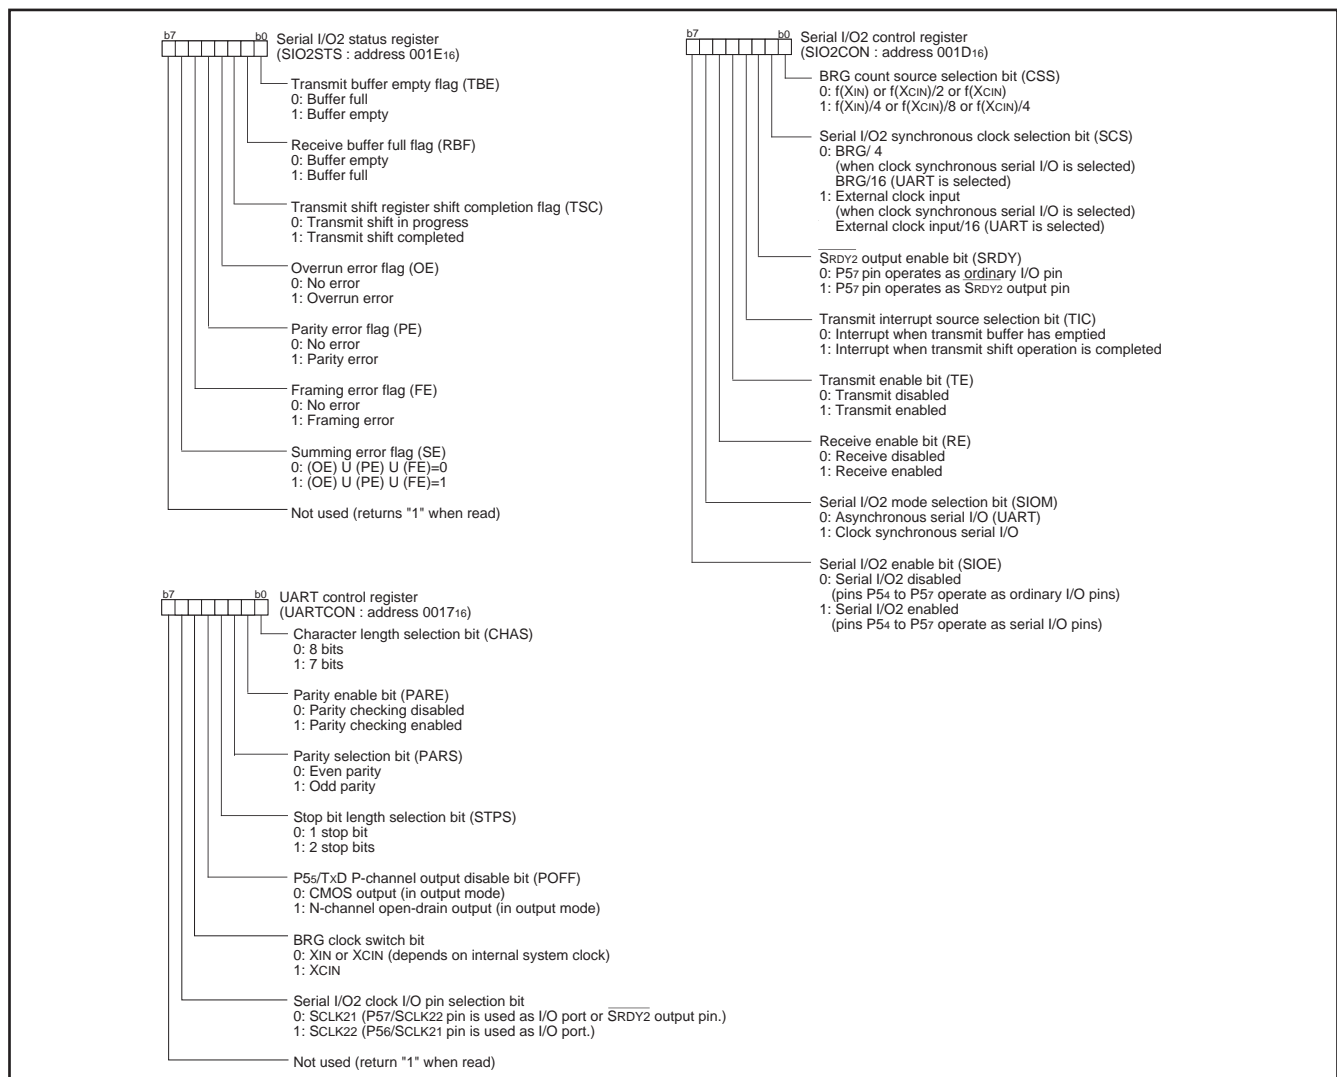 b7 b0 Serial I/O2 status register
(SIO2STS : address 001E16)
Transmit buffer empty flag (TBE)
0: Buffer full
1: Buffer empty
Receive buffer full flag (RBF)
0: Buffer empty
1: Buffer full
Transmit shift register shift completion flag (TSC)
0: Transmit shift in progress
1: Transmit shift completed
Overrun error flag (OE)
0: No error
1: Overrun error
Parity error flag (PE)
0: No error
1: Parity error
Framing error flag (FE)
0: No error
1: Framing error
Summing error flag (SE)
0: (OE) U (PE) U (FE)=0
1: (OE) U (PE) U (FE)=1
Not used (returns "1" when read)
b7 b0 UART control register
(UARTCON : address 001716)
Character length selection bit (CHAS)
0: 8 bits
1: 7 bits
Parity enable bit (PARE)
0: Parity checking disabled
1: Parity checking enabled
Parity selection bit (PARS)
0: Even parity
1: Odd parity
Stop bit length selection bit (STPS)
0: 1 stop bit
1: 2 stop bits
P55/TXD P-channel output disable bit (POFF)
0: CMOS output (in output mode)
1: N-channel open-drain output (in output mode)
BRG clock switch bit
0: XIN or XCIN (depends on internal system clock)
1: XCIN
Serial I/O2 clock I/O pin selection bit
0: SCLK21 (P57/SCLK22 pin is used as I/O port or SRDY2 output pin.)
1: SCLK22 (P56/SCLK21 pin is used as I/O port.)
Not used (return "1" when read)
b7 b0 Serial I/O2 control register
(SIO2CON : address 001D16)
BRG count source selection bit (CSS)
0: f(XIN) or f(XCIN)/2 or f(XCIN)
1: f(XIN)/4 or f(XCIN)/8 or f(XCIN)/4
Serial I/O2 synchronous clock selection bit (SCS)
0: BRG/ 4
(when clock synchronous serial I/O is selected)
BRG/16 (UART is selected)
1: External clock input
(when clock synchronous serial I/O is selected)
External clock input/16 (UART is selected)
SRDY2 output enable bit (SRDY)
0: P57 pin operates as ordinary I/O pin
1: P57 pin operates as SRDY2 output pin
Transmit interrupt source selection bit (TIC)
0: Interrupt when transmit buffer has emptied
1: Interrupt when transmit shift operation is completed
Transmit enable bit (TE)
0: Transmit disabled
1: Transmit enabled
Receive enable bit (RE)
0: Receive disabled
1: Receive enabled
Serial I/O2 mode selection bit (SIOM)
0: Asynchronous serial I/O (UART)
1: Clock synchronous serial I/O
Serial I/O2 enable bit (SIOE)
0: Serial I/O2 disabled
(pins P54 to P57 operate as ordinary I/O pins)
1: Serial I/O2 enabled
(pins P54 to P57 operate as serial I/O pins)